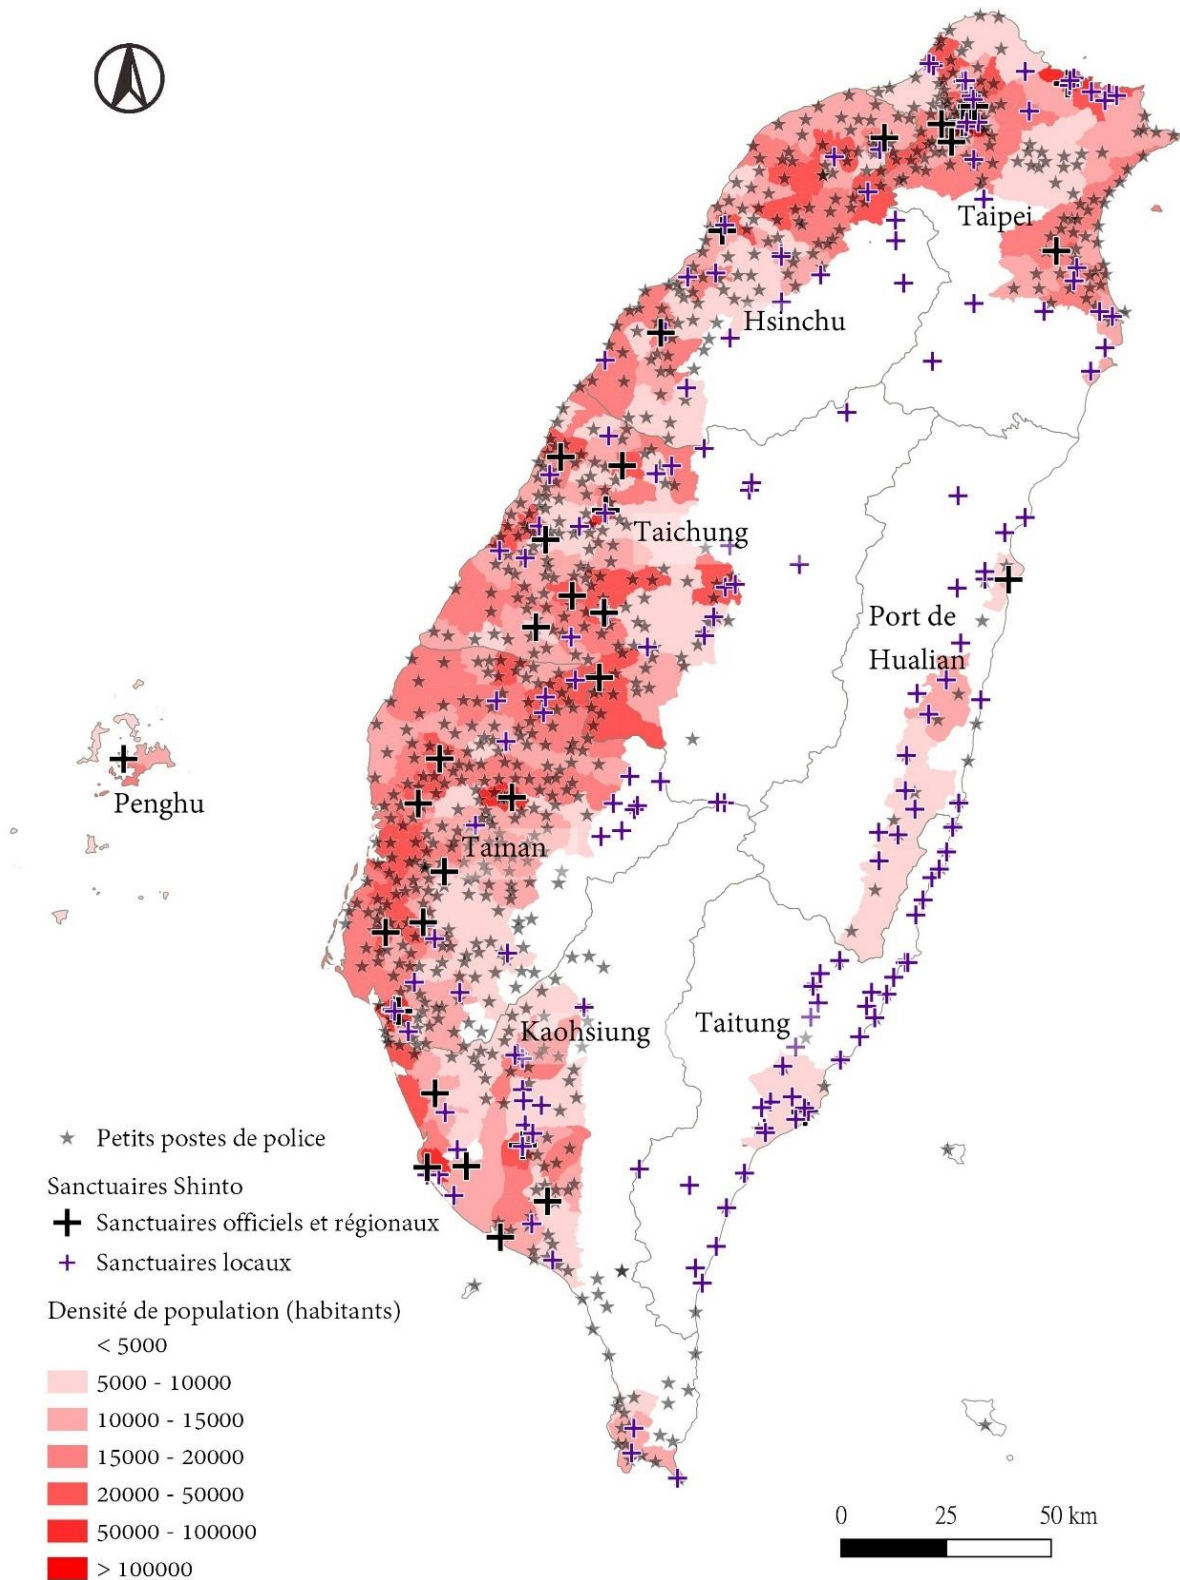 Taipei
Hsinchu
Taichung
Port de
Hualian
Penghu
Tainan
Kaohsiung
Taitung
Petits postes de police
Sanctuaires Shinto
Sanctuaires officiels et régionaux
Sanctuaires locaux
Densité de population (habitants)
< 5000
5000 - 10000
10000 - 15000
15000 - 20000
20000 - 50000
50000 - 100000
> 100000
0 25 50 km